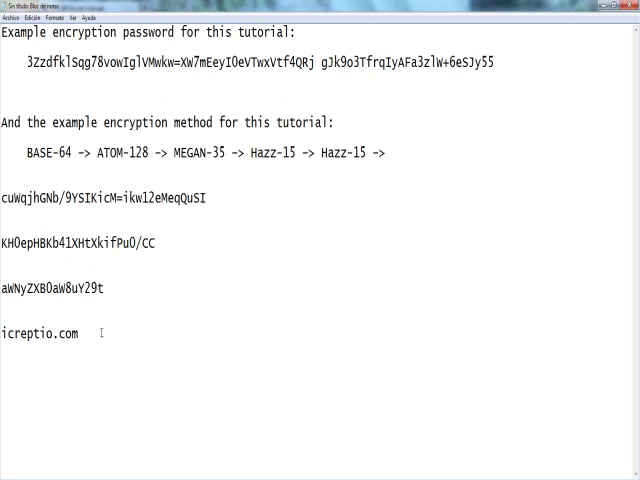 Sin título: Bloc de notas
Archivo Edición Formato Ver Ayuda
Example encryption password for this tutorial:
3ZzdfklSqg78vowIglVMwkw=XW7mEeyI0eVTwxVtf4QRj gJk9o3TfrqIyAFa3zlW+6eSJy55
And the example encryption method for this tutorial:
BASE-64 -> ATOM-128 -> MEGAN-35 -> Hazz-15 -> Hazz-15 ->
cuWqjhGNb/9YSIKicM=ikw12eMeqQuSI
KH0epHBKb41XHtXkifPu0/CC
aWNyZXB0aW8uY29t
icreptio.com